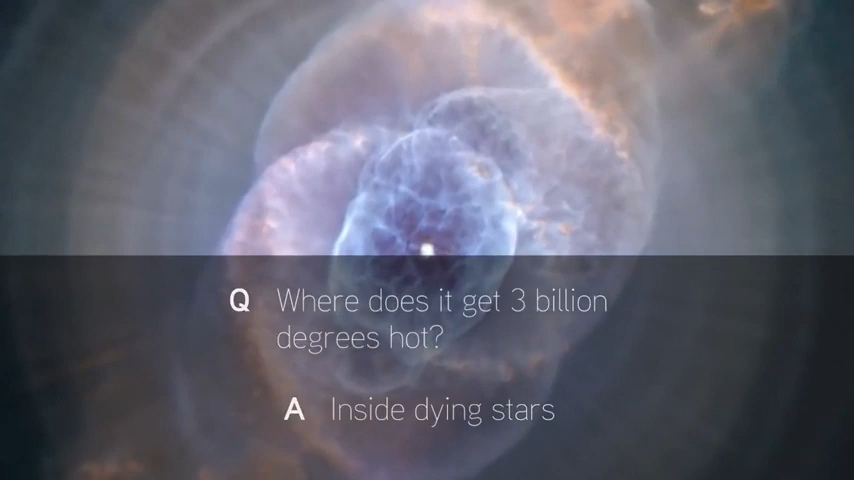 Q Where does it get 3 billion
degrees hot?
A Inside dying stars